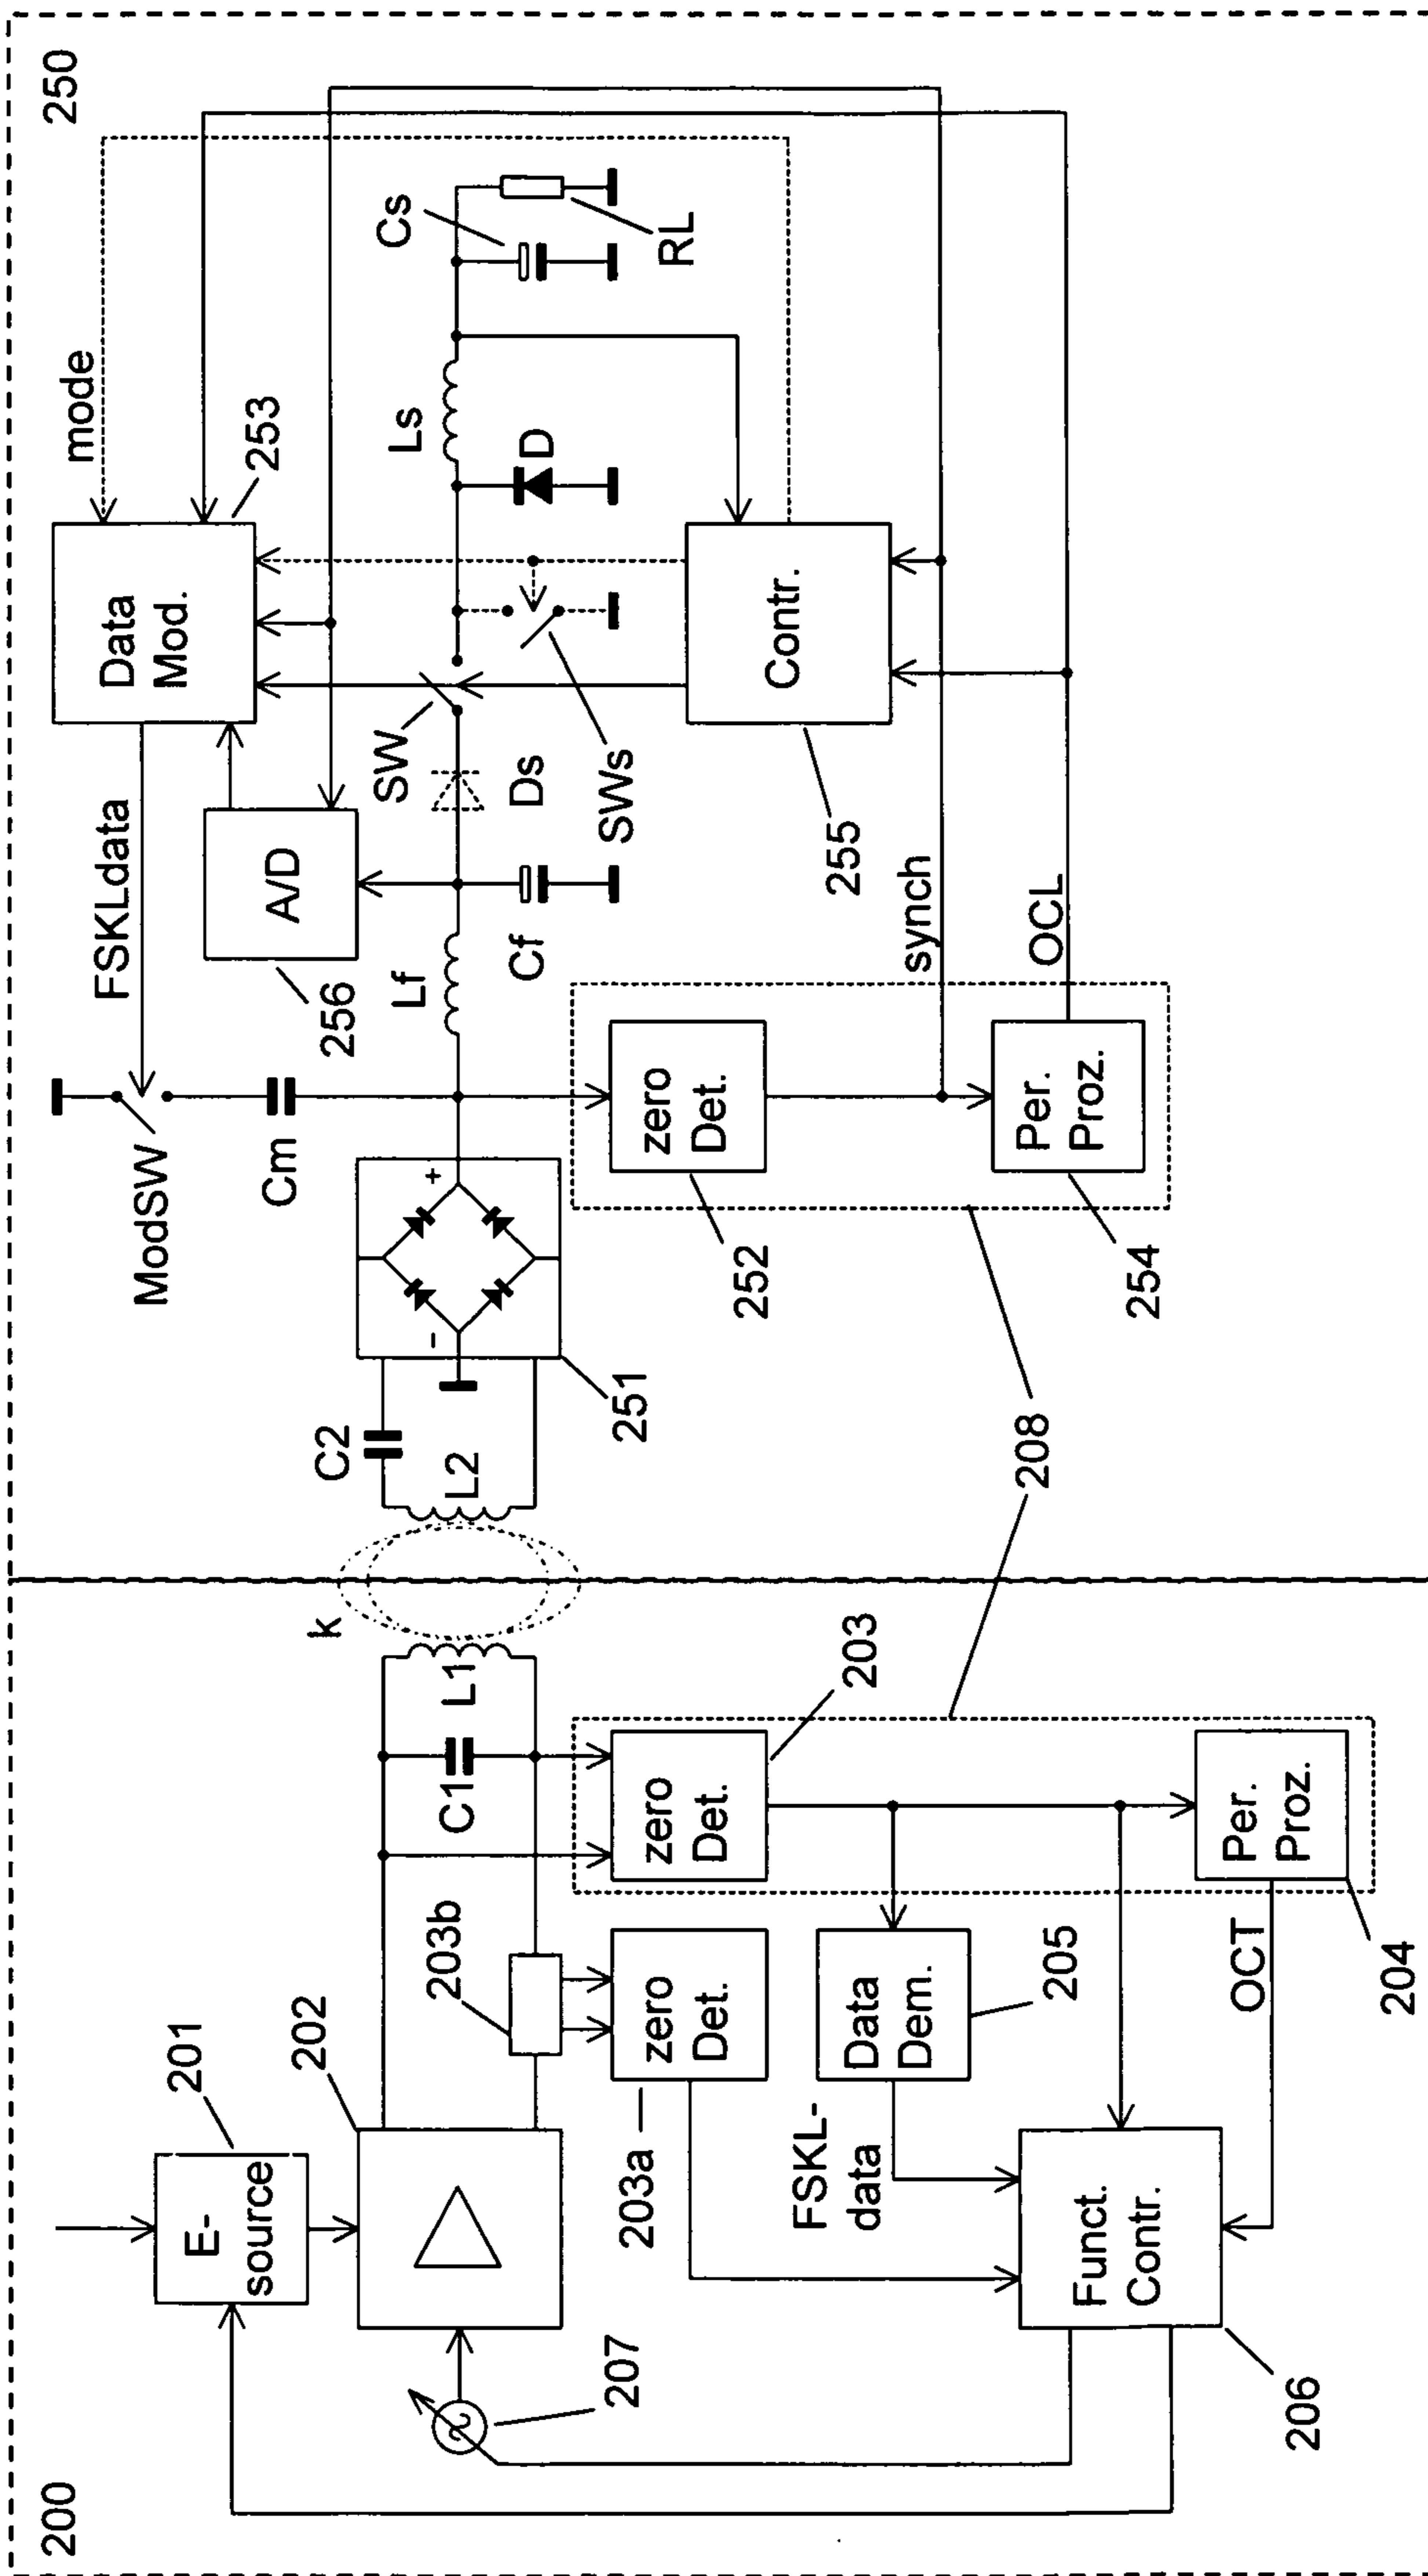 200
201
E-
source
202
207
203b
203a
zero
Det.
C1
L1
k
zero
Det.
203
FSKL-
data
Data
Dem.
205
Funct.
Contr.
206
OCT
Per.
Proz.
204
208
250
C2
L2
251
+
-
ModSW
Cm
FSKLdata
Data
Mod.
253
mode
A/D
256
Lf
Cf
Ds
SW
SWs
D
Ls
Cs
RL
zero
Det.
252
Per.
Proz.
254
synch
OCL
Contr.
255